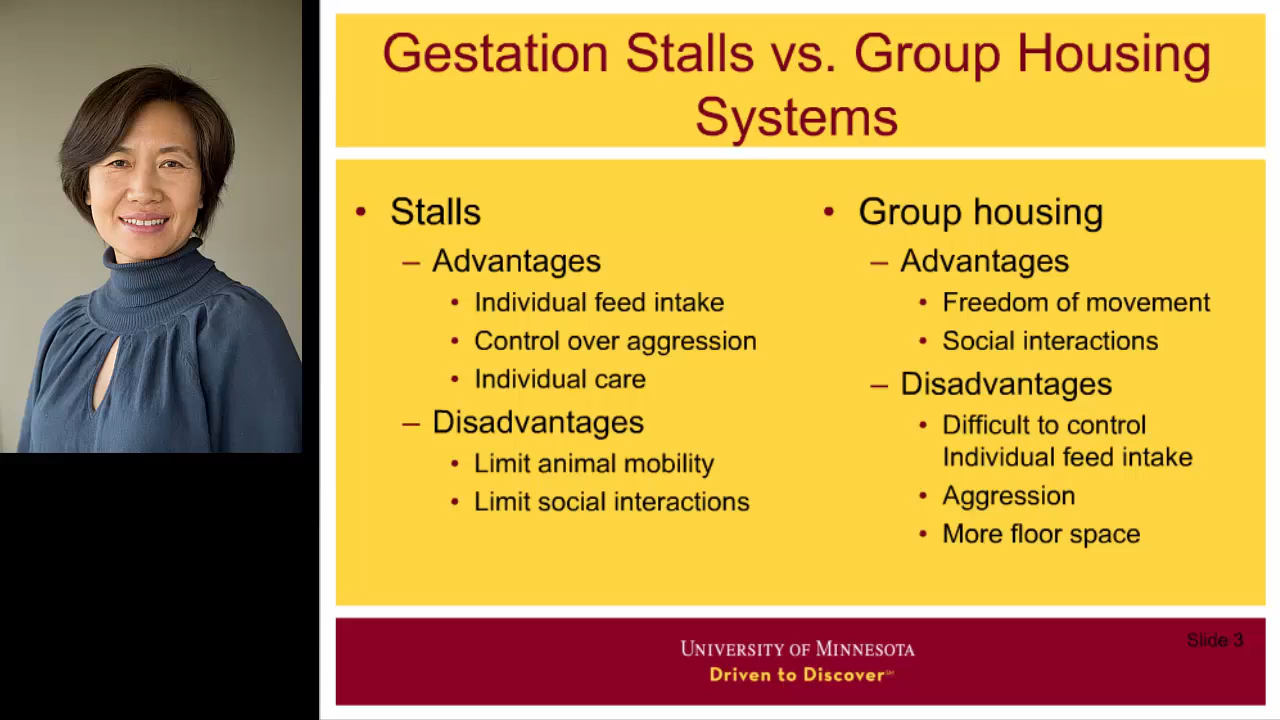 Gestation Stalls vs. Group Housing
Systems
• Stalls
– Advantages
• Individual feed intake
• Control over aggression
• Individual care
– Disadvantages
• Limit animal mobility
• Limit social interactions
• Group housing
– Advantages
• Freedom of movement
• Social interactions
– Disadvantages
• Difficult to control
Individual feed intake
• Aggression
• More floor space
UNIVERSITY OF MINNESOTA
Driven to Discover℠
Slide 3